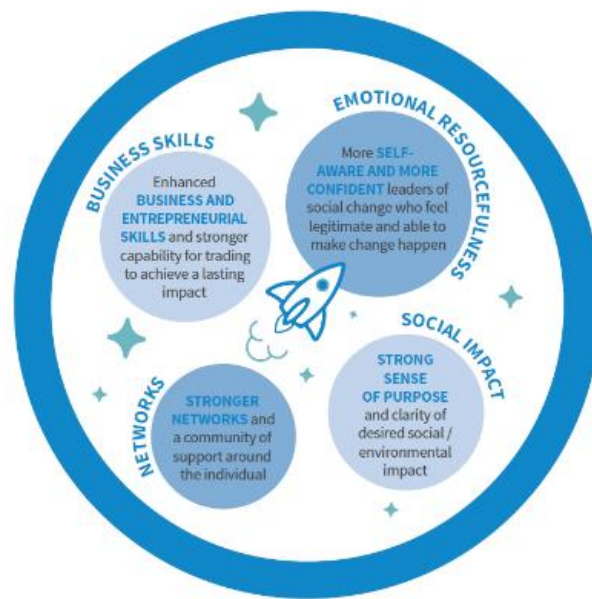 BUSINESS SKILLS
Enhanced
BUSINESS AND
ENTREPRENEURIAL
SKILLS and stronger
capability for trading
to achieve a lasting
impact
EMOTIONAL RESOURCEFULNESS
More SELF-
AWARE AND MORE
CONFIDENT leaders of
social change who feel
legitimate and able to
make change happen
NETWORKS
STRONGER
NETWORKS and
a community of
support around
the individual
SOCIAL IMPACT
STRONG
SENSE
OF PURPOSE
and clarity of
desired social /
environmental
impact